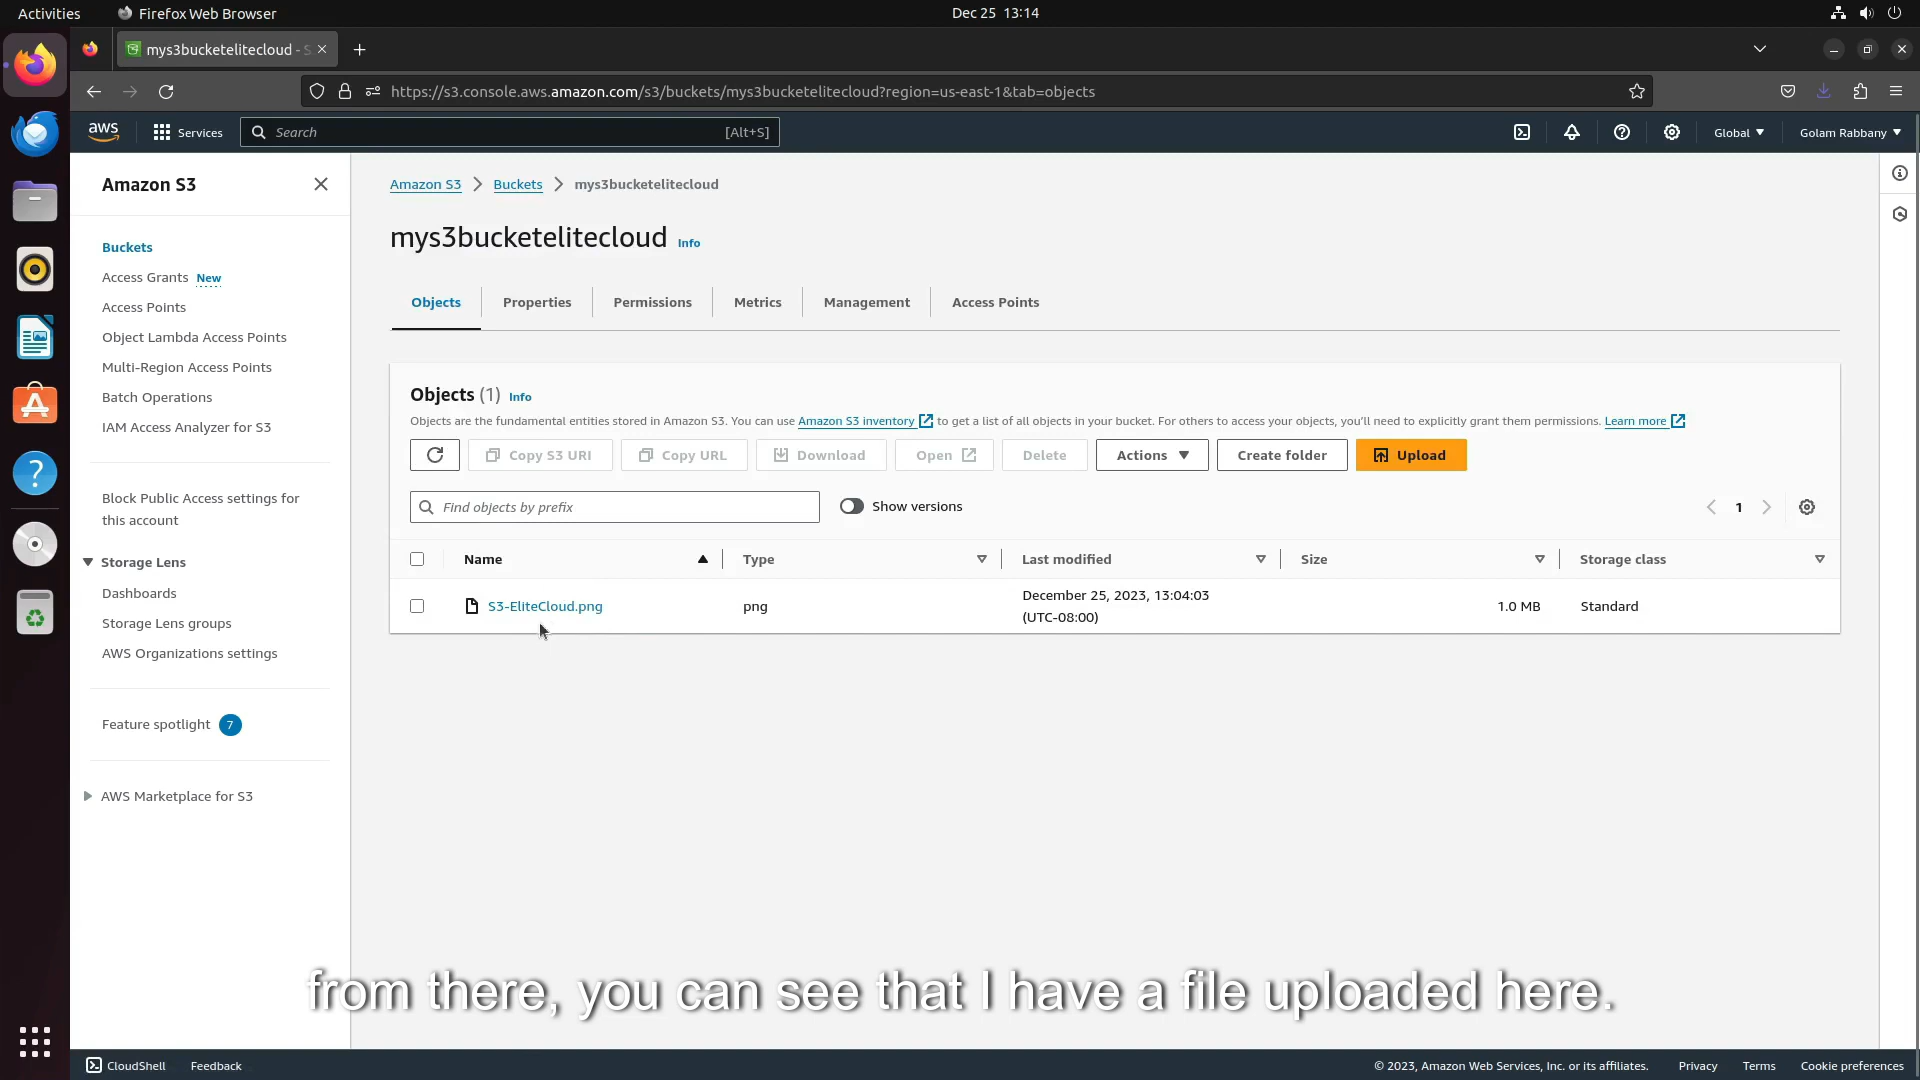 Activities
Firefox Web Browser
Dec 25 13:14
mys3bucketelitecloud - S
https://s3.console.aws.amazon.com/s3/buckets/mys3bucketelitecloud?region=us-east-1&tab=objects
aws
Services
Search
[Alt+S]
Global
Golam Rabbany
Amazon S3
Buckets
Access Grants New
Access Points
Object Lambda Access Points
Multi-Region Access Points
Batch Operations
IAM Access Analyzer for S3
Block Public Access settings for
this account
Storage Lens
Dashboards
Storage Lens groups
AWS Organizations settings
Feature spotlight 7
AWS Marketplace for S3
Amazon S3 > Buckets > mys3bucketelitecloud
mys3bucketelitecloud Info
Objects
Properties
Permissions
Metrics
Management
Access Points
Objects (1) Info
Objects are the fundamental entities stored in Amazon S3. You can use Amazon S3 inventory to get a list of all objects in your bucket. For others to access your objects, you'll need to explicitly grant them permissions. Learn more
Copy S3 URI
Copy URL
Download
Open
Delete
Actions
Create folder
Upload
Find objects by prefix
Show versions
1
Name
Type
Last modified
Size
Storage class
S3-EliteCloud.png
png
December 25, 2023, 13:04:03
(UTC-08:00)
1.0 MB
Standard
from there, you can see that I have a file uploaded here.
CloudShell
Feedback
© 2023, Amazon Web Services, Inc. or its affiliates.
Privacy
Terms
Cookie preferences